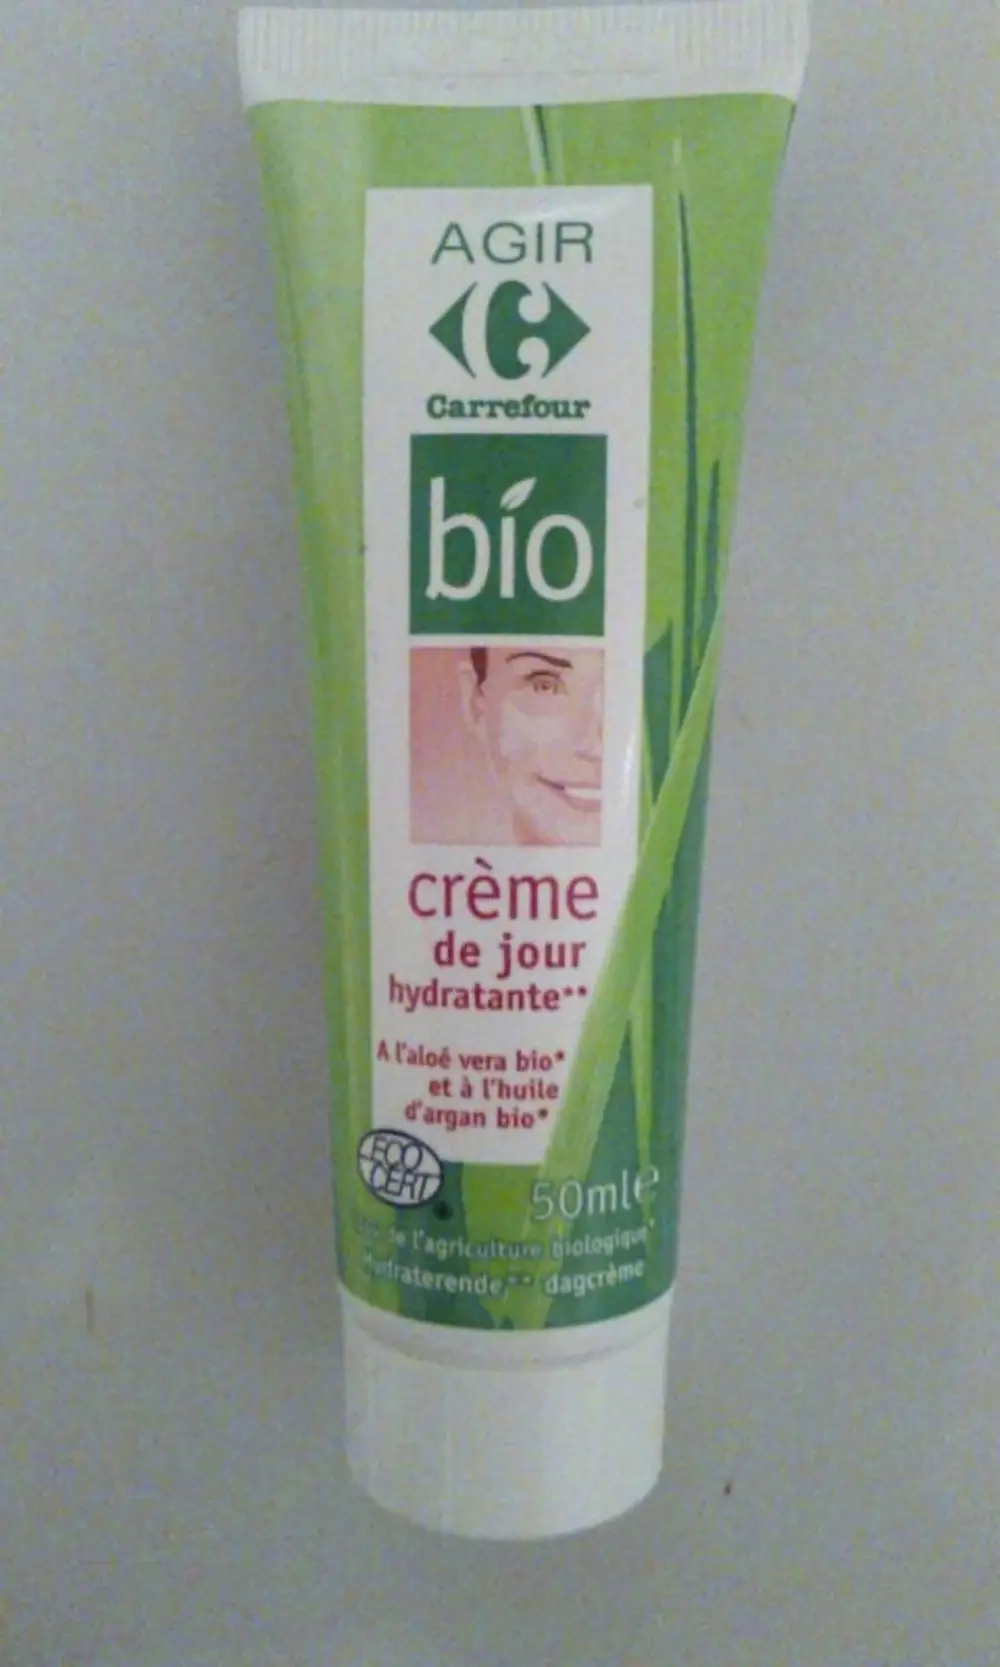 AGIR
Carrefour
bio
crème
de jour
hydratante**
A l'aloé vera bio*
et à l'huile
d'argan bio*
ECO
CERT
50ml e
de l'agriculture biologique*
Hydraterende** dagcrème